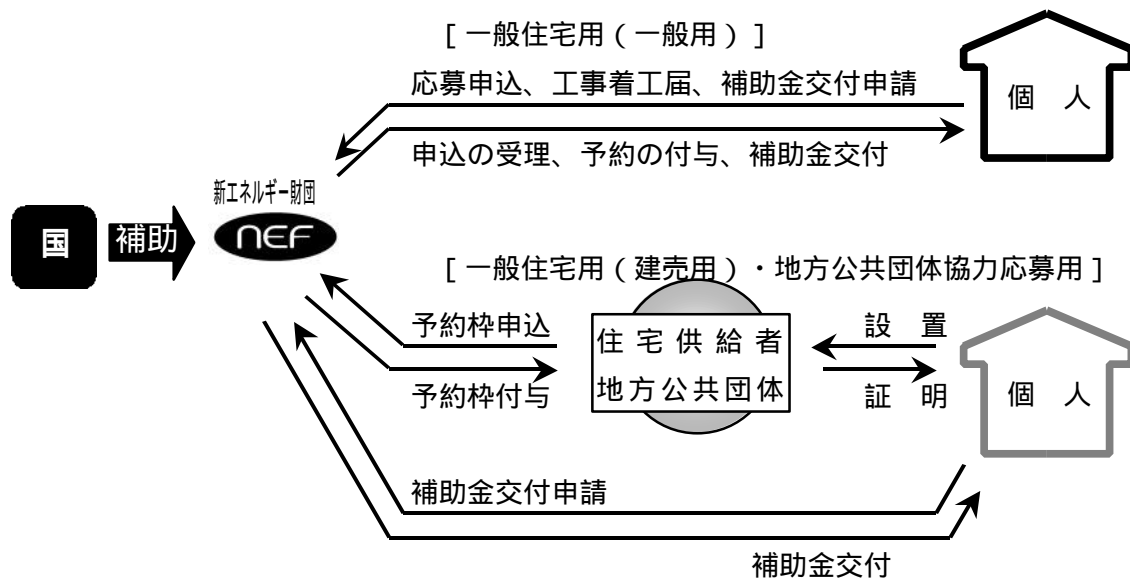 [ 一般住宅用 ( 一般用 ) ]
応募申込、工事着工届、補助金交付申請
個 人
申込の受理、予約の付与、補助金交付
新エネルギー財団
NEF
国
補助
[ 一般住宅用 ( 建売用 ) ・地方公共団体協力応募用 ]
予約枠申込
住宅供給者
設 置
予約枠付与
地方公共団体
証 明
個 人
補助金交付申請
補助金交付